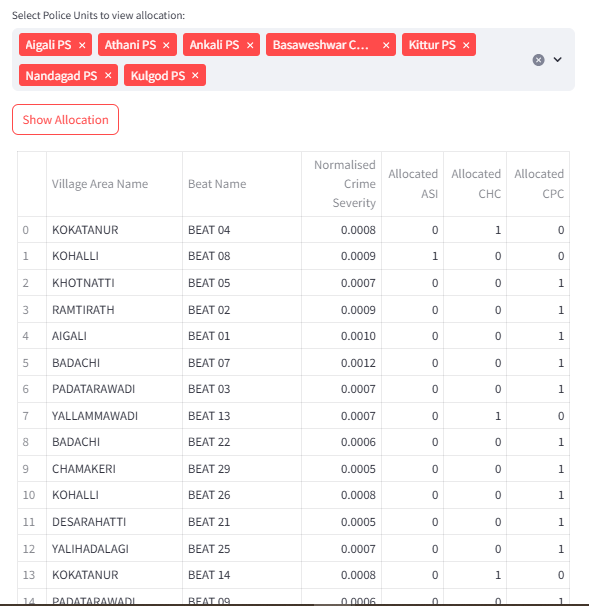 Select Police Units to view allocation:
Aigali PS × Athani PS × Ankali PS × Basaweshwar C... × Kittur PS ×
Nandagad PS × Kulgod PS ×
Show Allocation
Village Area Name Beat Name Normalised Crime Severity Allocated ASI Allocated CHC Allocated CPC
0 KOKATANUR BEAT 04 0.0008 0 1 0
1 KOHALLI BEAT 08 0.0009 1 0 0
2 KHOTNATTI BEAT 05 0.0007 0 0 1
3 RAMTIRATH BEAT 02 0.0009 0 0 1
4 AIGALI BEAT 01 0.0010 0 0 1
5 BADACHI BEAT 07 0.0012 0 0 1
6 PADATARAWADI BEAT 03 0.0007 0 0 1
7 YALLAMMAWADI BEAT 13 0.0007 0 1 0
8 BADACHI BEAT 22 0.0006 0 0 1
9 CHAMAKERI BEAT 29 0.0005 0 0 1
10 KOHALLI BEAT 26 0.0008 0 0 1
11 DESARAHATTI BEAT 21 0.0005 0 0 1
12 YALIHADALAGI BEAT 25 0.0007 0 0 1
13 KOKATANUR BEAT 14 0.0008 0 1 0
14 PADATARAWADI BEAT 09 0.0006 0 0 1